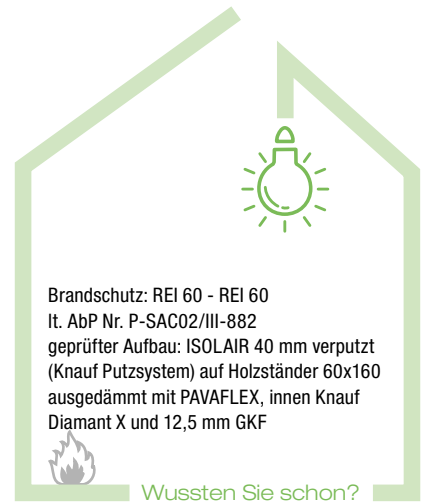 Brandschutz: REI 60 - REI 60
lt. AbP Nr. P-SAC02/III-882
geprüfter Aufbau: ISOLAIR 40 mm verputzt
(Knauf Putzsystem) auf Holzständer 60x160
ausgedämmt mit PAVAFLEX, innen Knauf
Diamant X und 12,5 mm GKF
Wussten Sie schon?